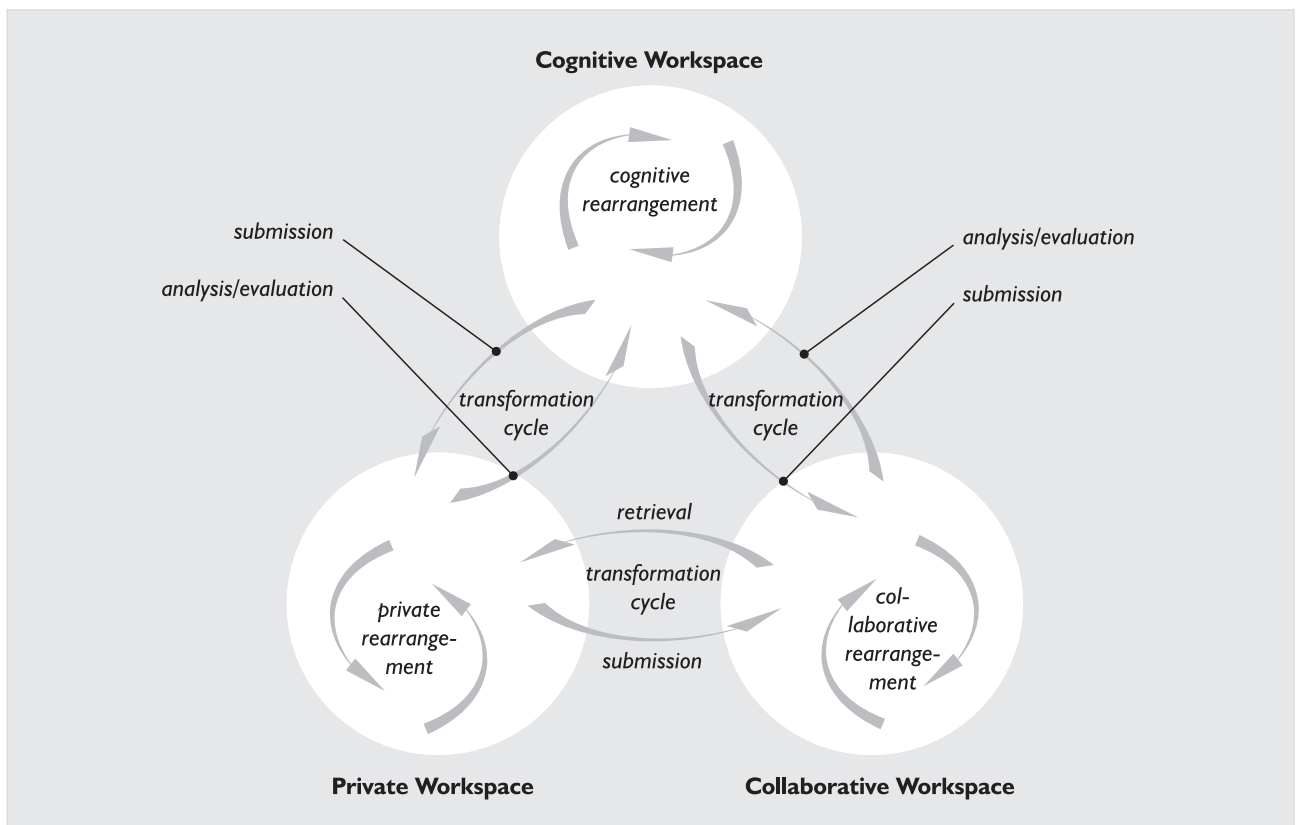 Cognitive Workspace
cognitive
rearrangement
submission
analysis/evaluation
analysis/evaluation
submission
transformation
cycle
transformation
cycle
retrieval
transformation
cycle
submission
private
rearrange-
ment
col-
laborative
rearrange-
ment
Private Workspace
Collaborative Workspace